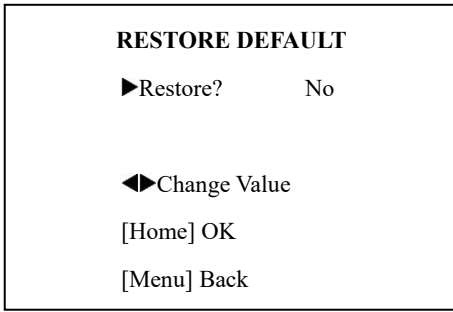 RESTORE DEFAULT
▶Restore? No
◀▶Change Value
[Home] OK
[Menu] Back